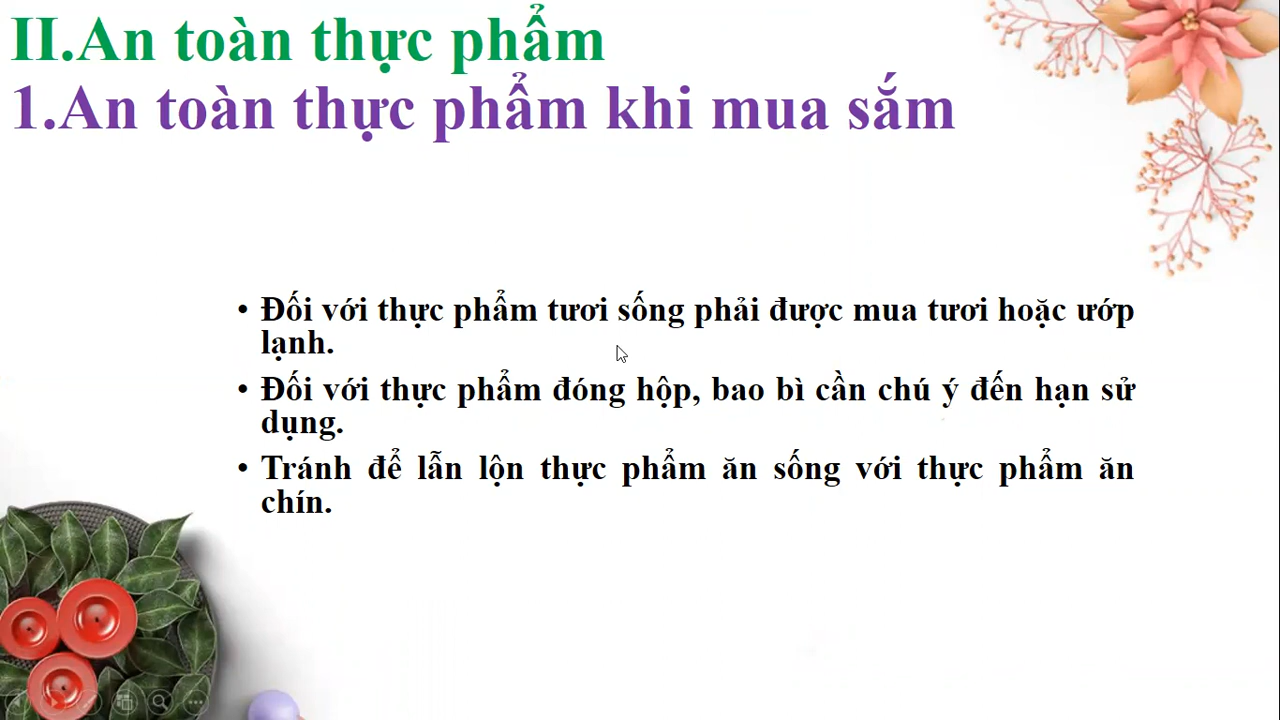 II.An toàn thực phẩm
1.An toàn thực phẩm khi mua sắm
• Đối với thực phẩm tươi sống phải được mua tươi hoặc ướp
lạnh.
• Đối với thực phẩm đóng hộp, bao bì cần chú ý đến hạn sử
dụng.
• Tránh để lẫn lộn thực phẩm ăn sống với thực phẩm ăn
chín.